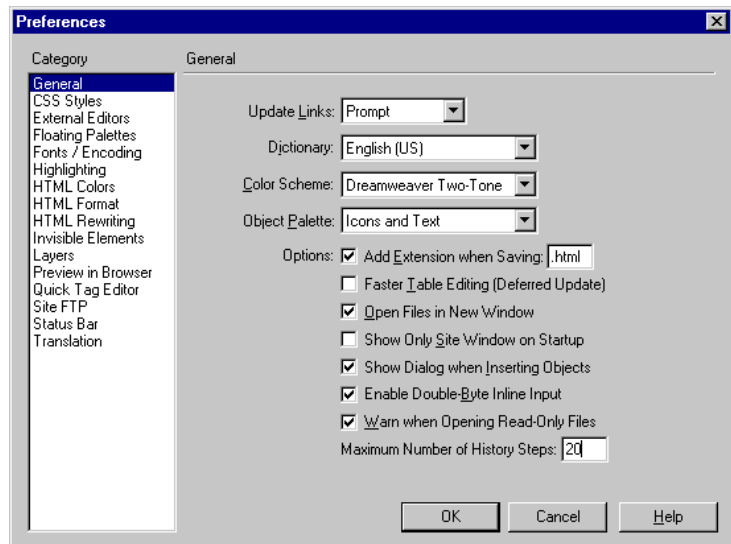 Preferences
Category
General
CSS Styles
External Editors
Floating Palettes
Fonts / Encoding
Highlighting
HTML Colors
HTML Format
HTML Rewriting
Invisible Elements
Layers
Preview in Browser
Quick Tag Editor
Site FTP
Status Bar
Translation
General
Update Links: Prompt
Dictionary: English (US)
Color Scheme: Dreamweaver Two-Tone
Object Palette: Icons and Text
Options: Add Extension when Saving: .html
Faster Table Editing (Deferred Update)
Open Files in New Window
Show Only Site Window on Startup
Show Dialog when Inserting Objects
Enable Double-Byte Inline Input
Warn when Opening Read-Only Files
Maximum Number of History Steps: 20
OK Cancel Help